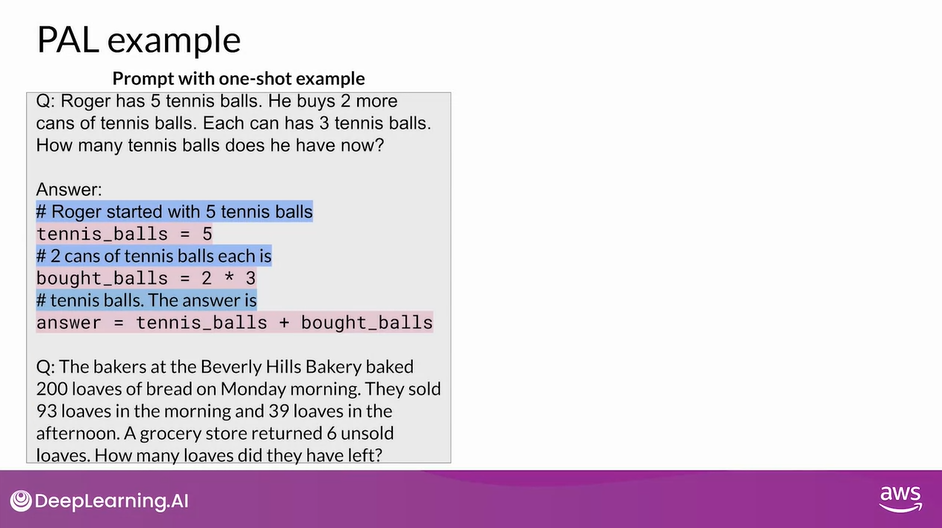 PAL example
Prompt with one-shot example
Q: Roger has 5 tennis balls. He buys 2 more
cans of tennis balls. Each can has 3 tennis balls.
How many tennis balls does he have now?
Answer:
# Roger started with 5 tennis balls
tennis_balls = 5
# 2 cans of tennis balls each is
bought_balls = 2 * 3
# tennis balls. The answer is
answer = tennis_balls + bought_balls
Q: The bakers at the Beverly Hills Bakery baked
200 loaves of bread on Monday morning. They sold
93 loaves in the morning and 39 loaves in the
afternoon. A grocery store returned 6 unsold
loaves. How many loaves did they have left?
DeepLearning.AI
aws